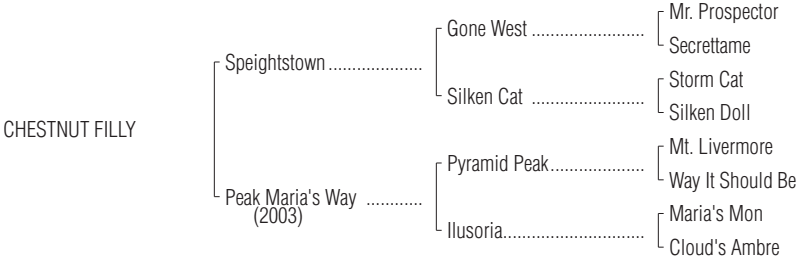 Mr. Prospector
Gone West ........................
Secrettame
Speightstown ....................
Storm Cat
Silken Cat ........................
Silken Doll
CHESTNUT FILLY
Mt. Livermore
Pyramid Peak....................
Way It Should Be
Peak Maria's Way ............
(2003)
Maria's Mon
Ilusoria..............................
Cloud's Ambre